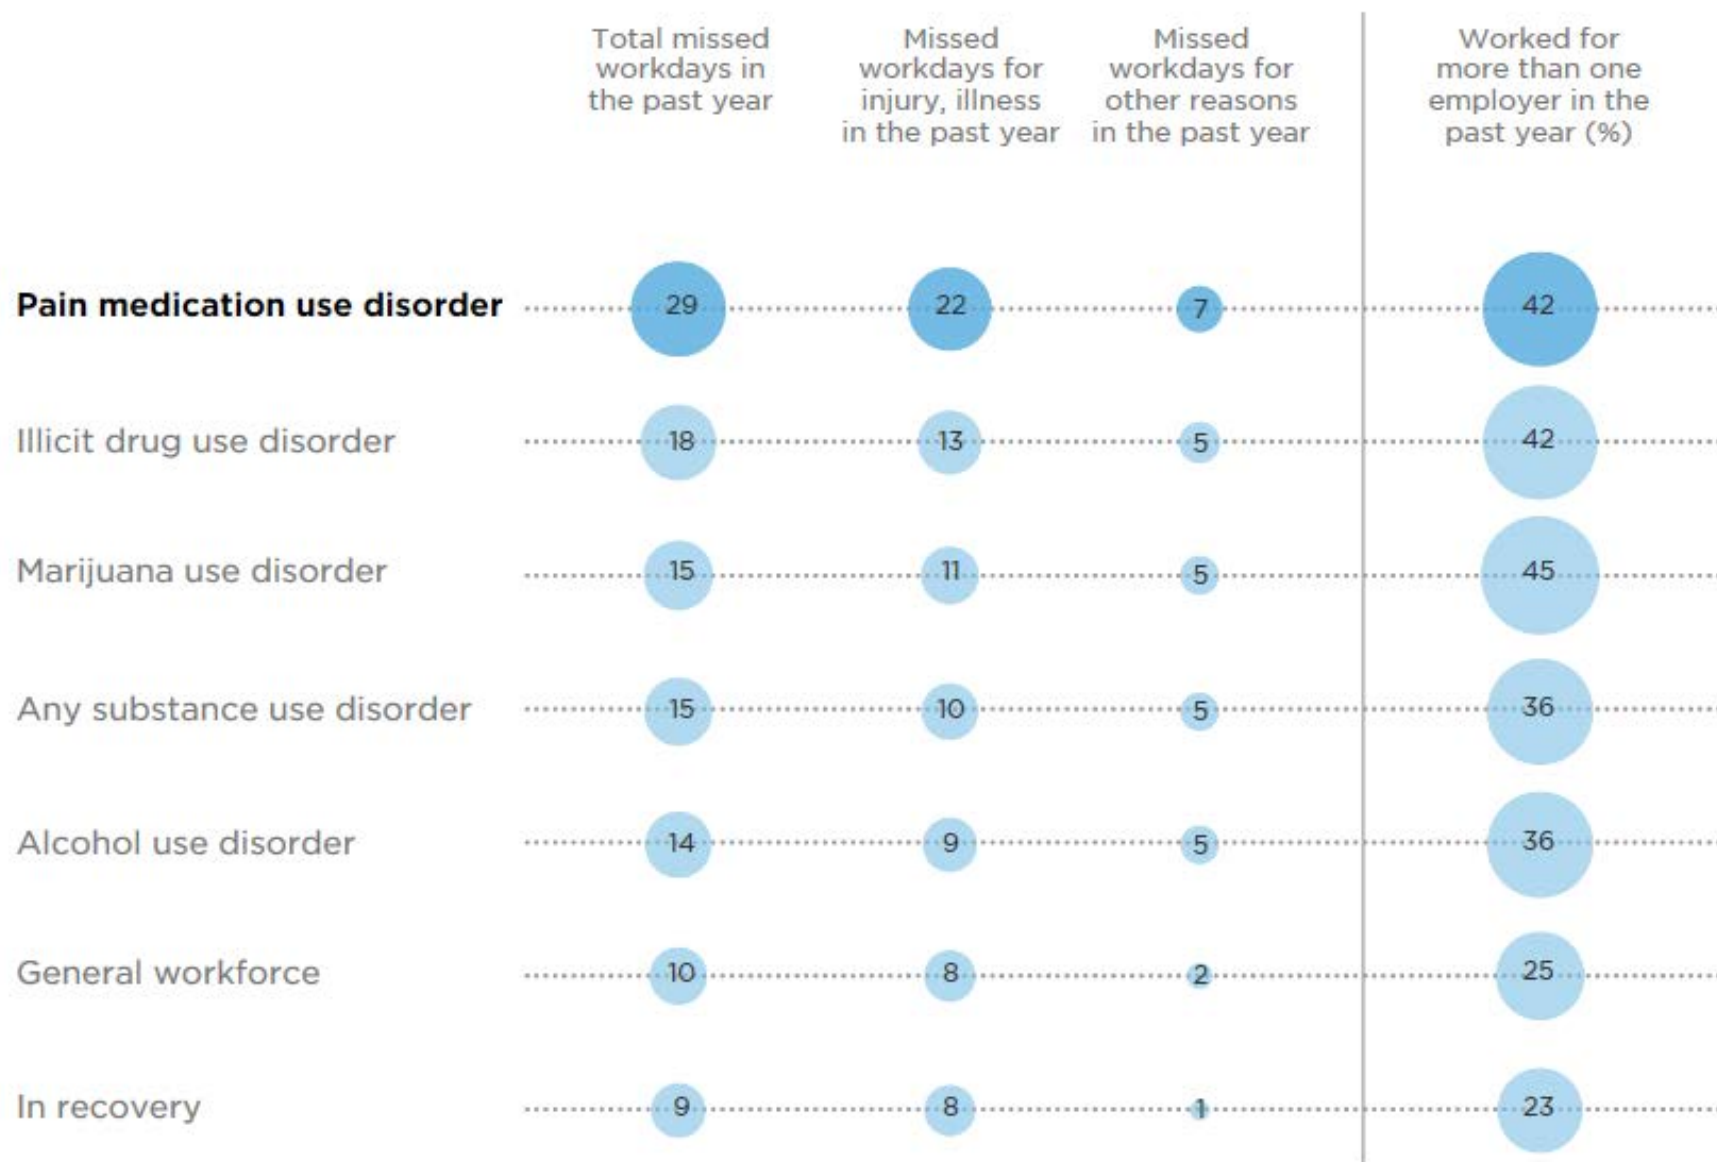 Total missed
workdays in
the past year
Missed
workdays for
injury, illness
in the past year
Missed
workdays for
other reasons
in the past year
Worked for
more than one
employer in the
past year (%)
Pain medication use disorder 29 22 7 42
Illicit drug use disorder 18 13 5 42
Marijuana use disorder 15 11 5 45
Any substance use disorder 15 10 5 36
Alcohol use disorder 14 9 5 36
General workforce 10 8 2 25
In recovery 9 8 1 23